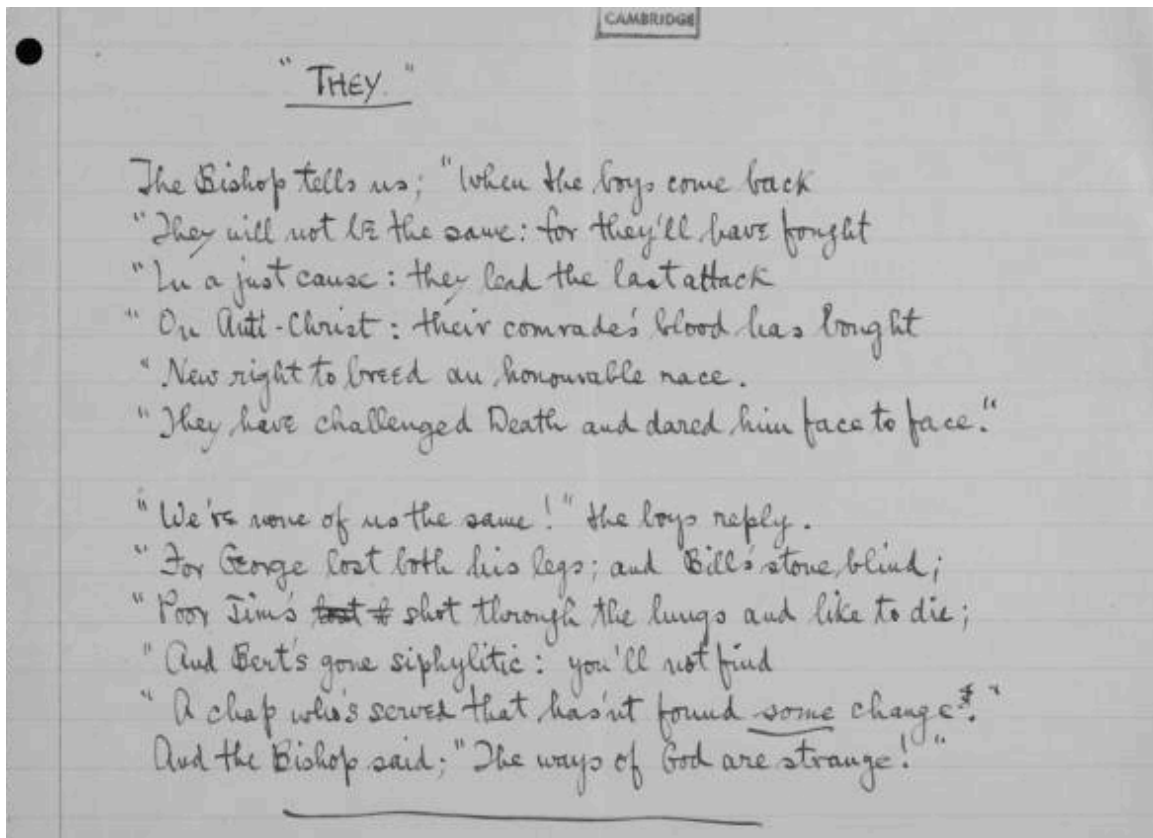 CAMBRIDGE
"THEY."
The Bishop tells us; "When the boys come back
"They will not be the same: for they'll have fought
"In a just cause: they lead the last attack
"On Anti-Christ: their comrade's blood has bought
"New right to breed an honourable race.
"They have challenged Death and dared him face to face."
"We're none of us the same!" the boys reply.
"For George lost both his legs; and Bill's stone blind;
"Poor Jim's shot through the lungs and like to die;
"And Bert's gone siphylitic: you'll not find
"A chap who's served that has'nt found some change."
And the Bishop said; "The ways of God are strange!"